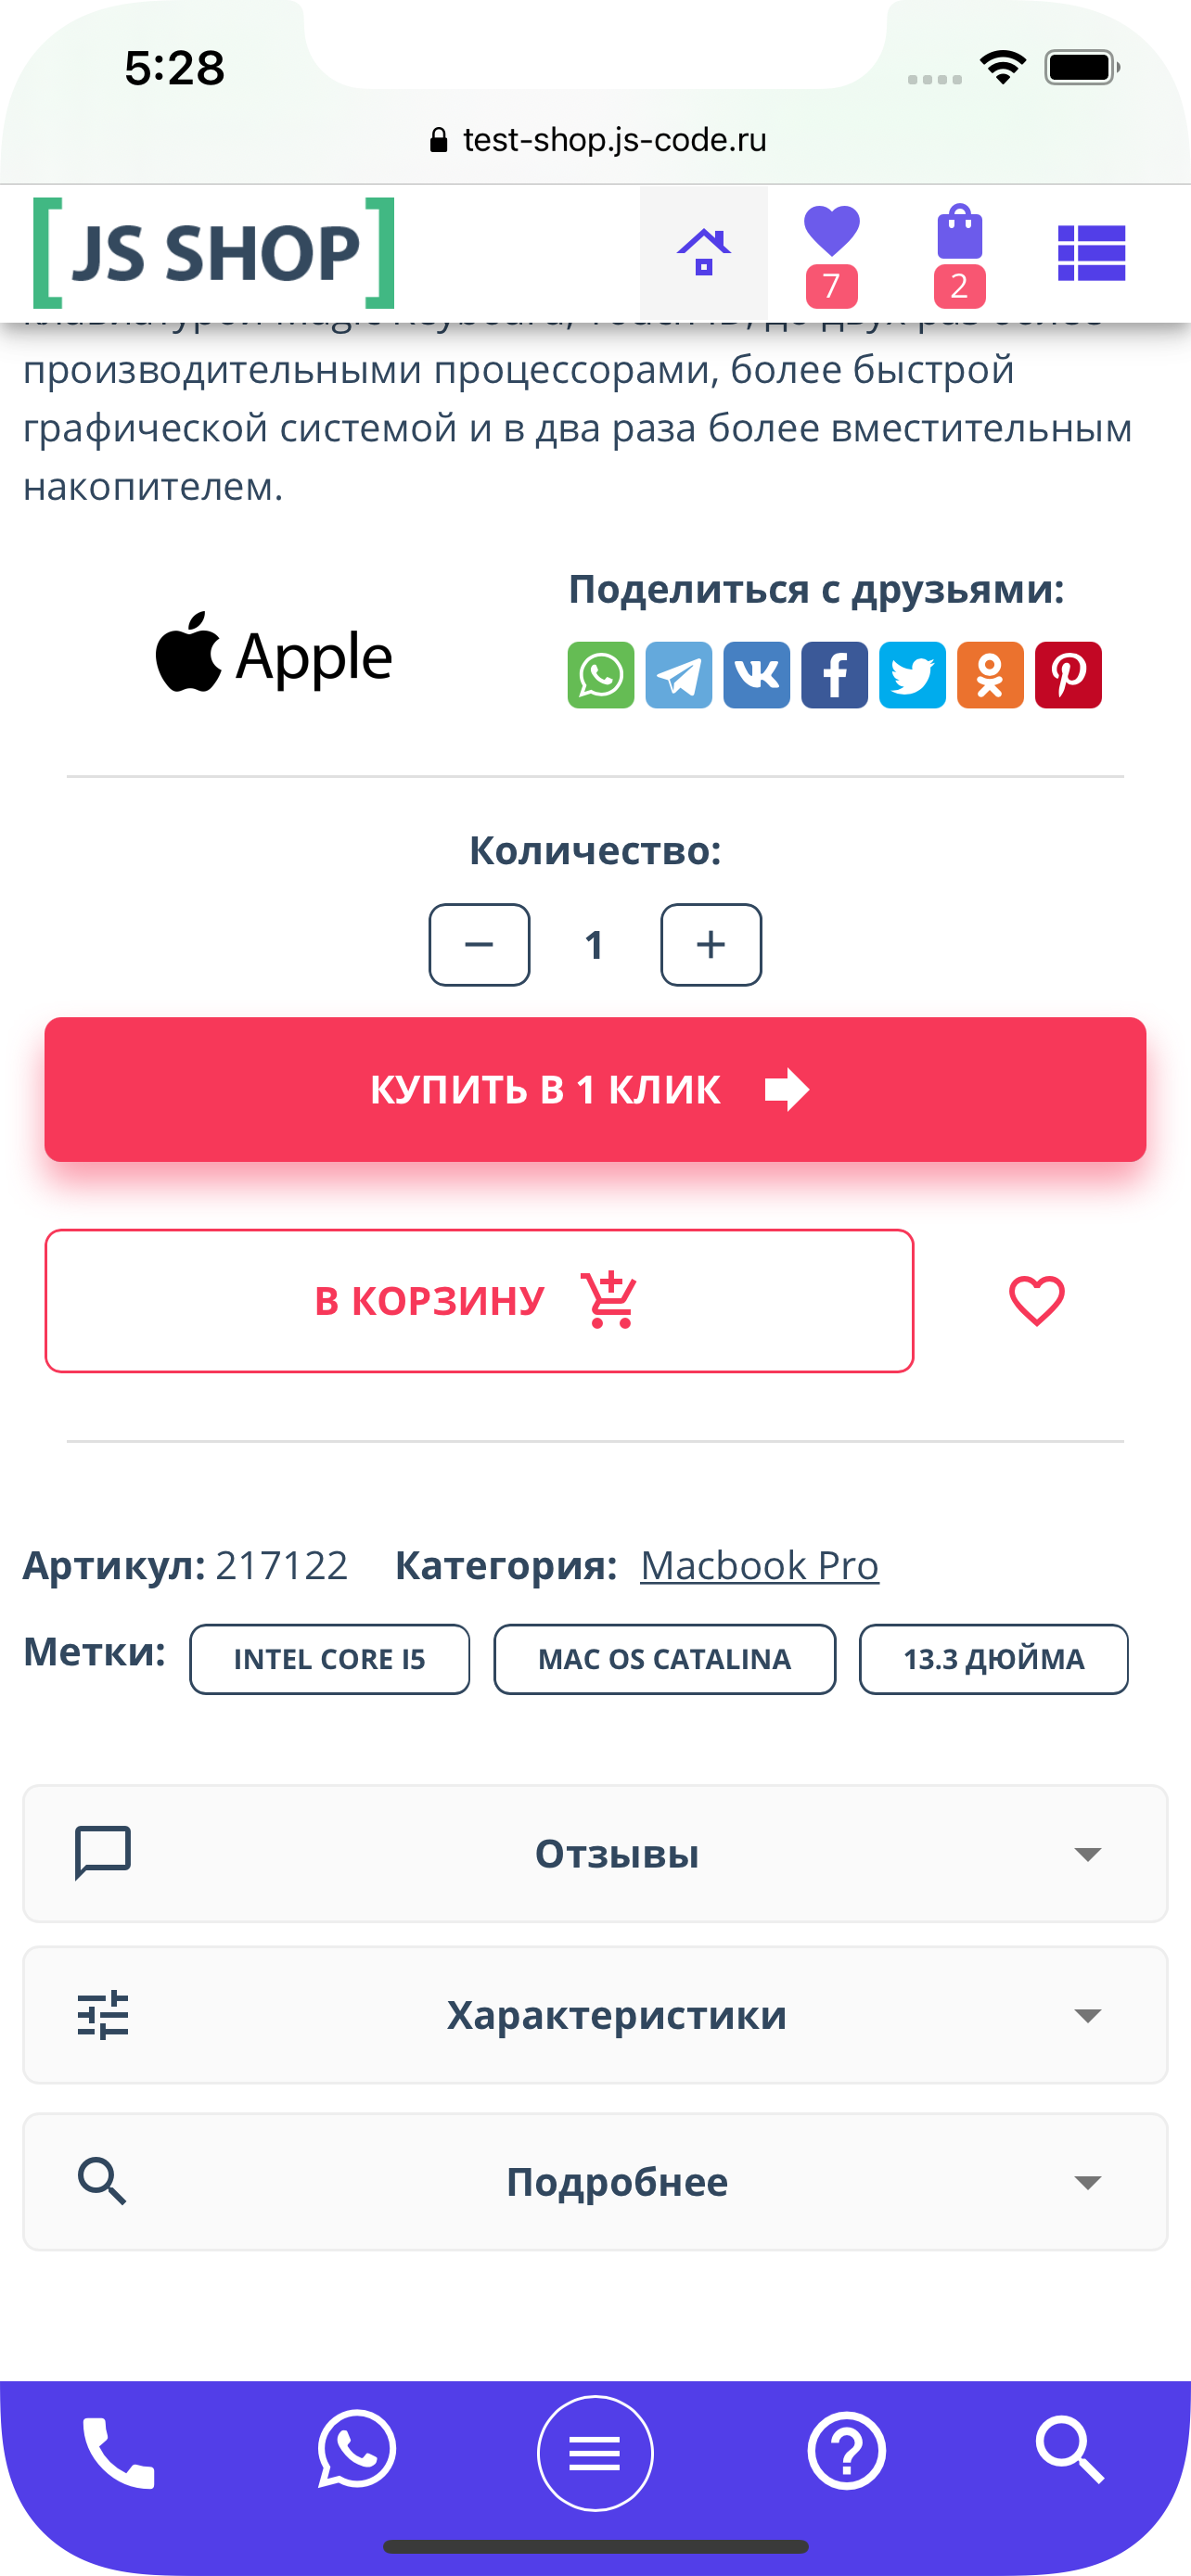 5:28
test-shop.js-code.ru
[JS SHOP]
7 2
производительными процессорами, более быстрой
графической системой и в два раза более вместительным
накопителем.
Apple
Поделиться с друзьями:
Количество:
− 1 +
КУПИТЬ В 1 КЛИК
В КОРЗИНУ
Артикул: 217122 Категория: Macbook Pro
Метки: INTEL CORE I5 MAC OS CATALINA 13.3 ДЮЙМА
Отзывы
Характеристики
Подробнее